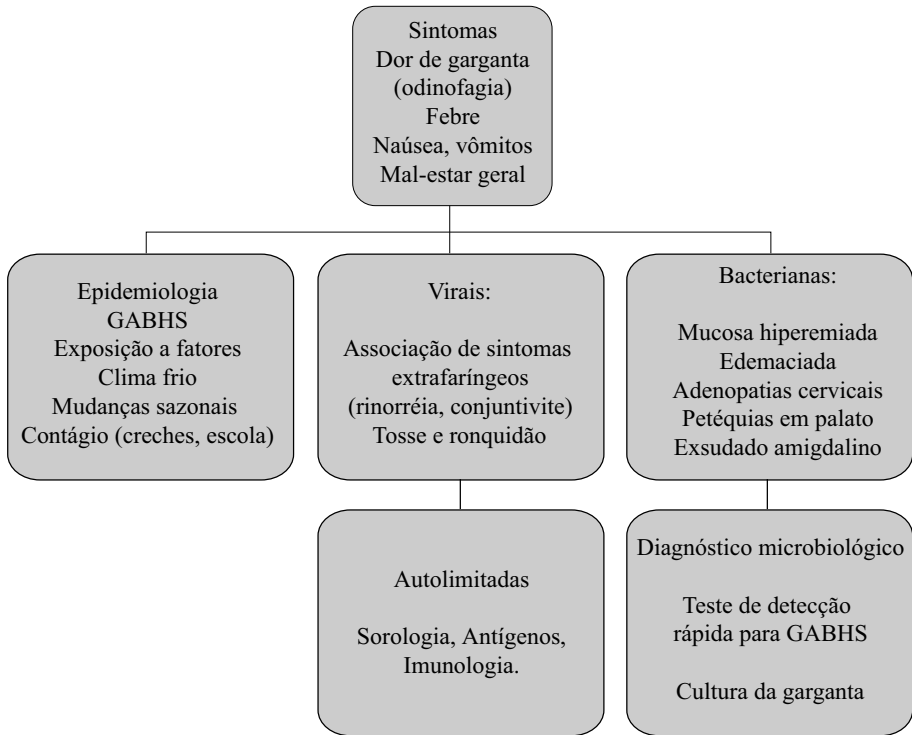 Sintomas
Dor de garganta
(odinofagia)
Febre
Naúsea, vômitos
Mal-estar geral
Epidemiologia
GABHS
Exposição a fatores
Clima frio
Mudanças sazonais
Contágio (creches, escola)
Virais:
Associação de sintomas
extrafaríngeos
(rinorréia, conjuntivite)
Tosse e ronquidão
Bacterianas:
Mucosa hiperemiada
Edemaciada
Adenopatias cervicais
Petéquias em palato
Exsudado amigdalino
Autolimitadas
Sorologia, Antígenos,
Imunologia.
Diagnóstico microbiológico
Teste de detecção
rápida para GABHS
Cultura da garganta